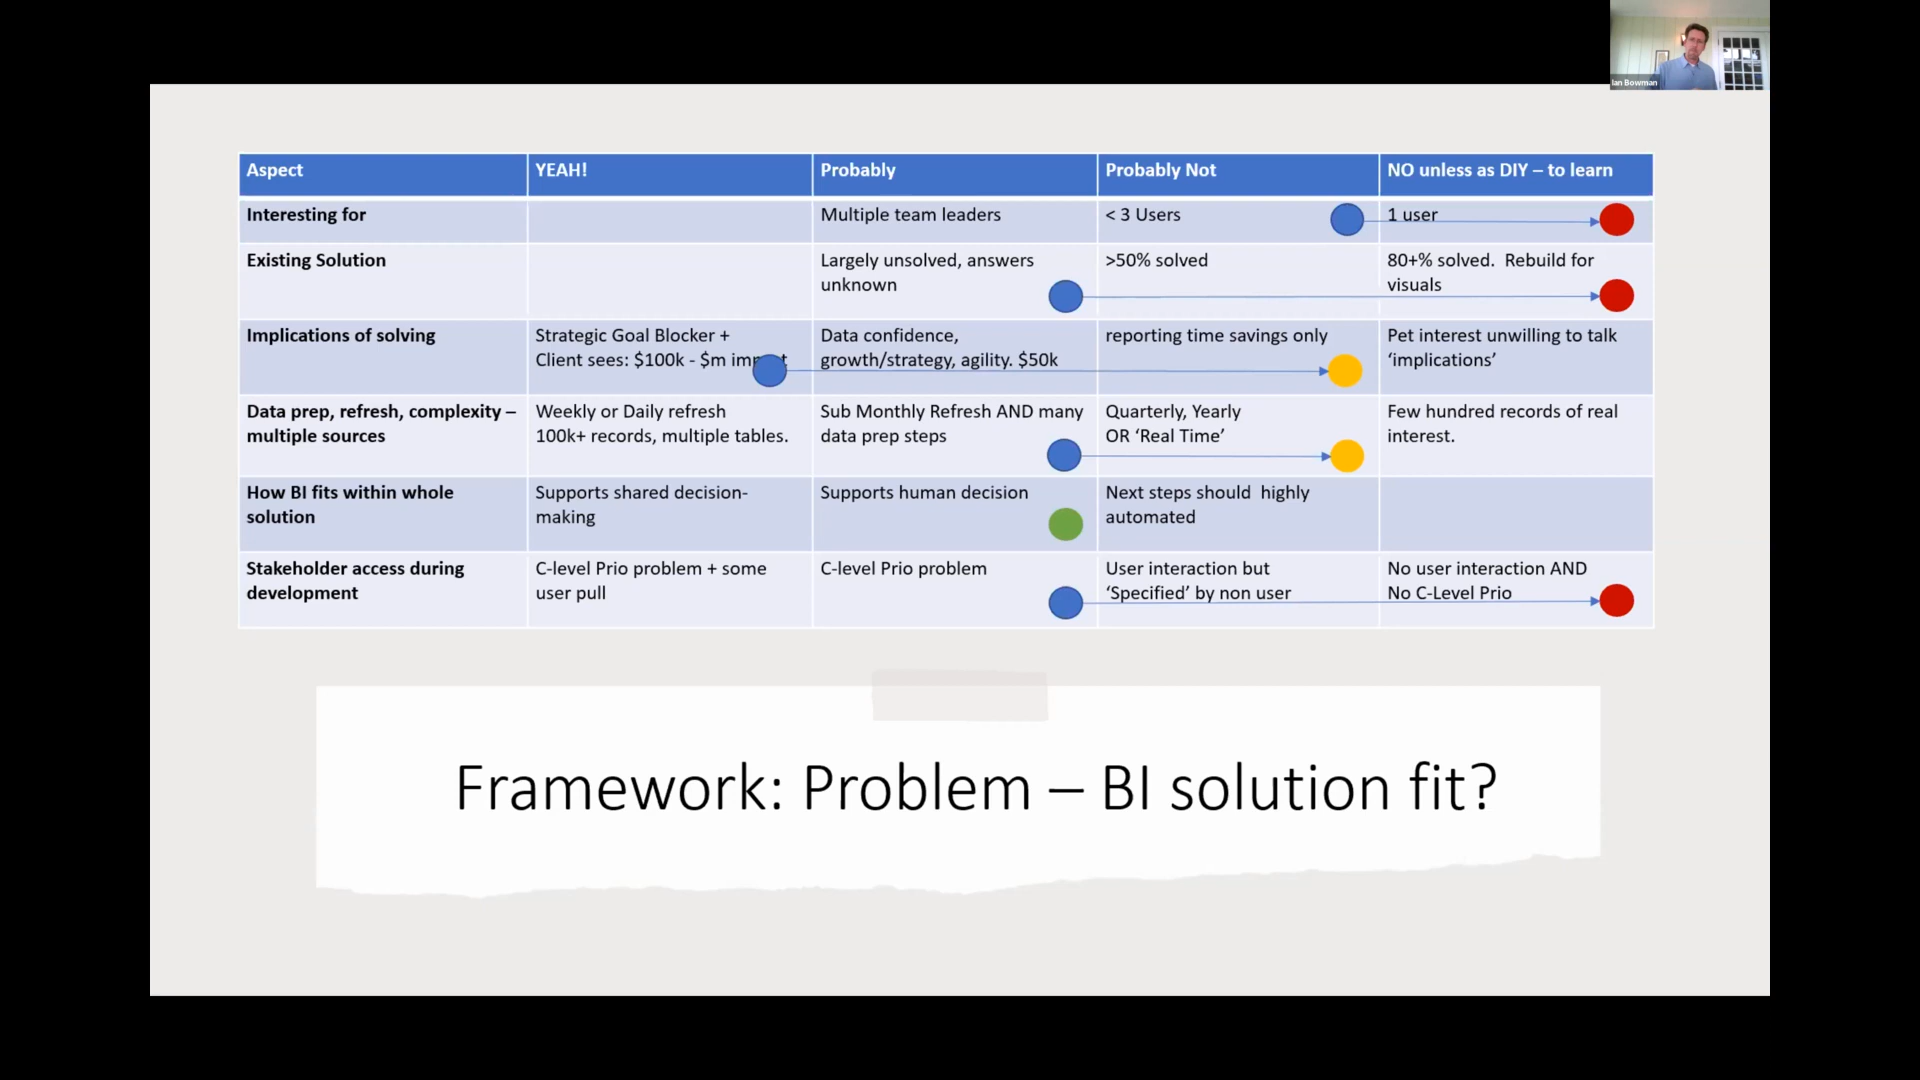 Ian Bowman
Aspect
YEAH!
Probably
Probably Not
NO unless as DIY – to learn
Interesting for
Multiple team leaders
< 3 Users
1 user
Existing Solution
Largely unsolved, answers
unknown
>50% solved
80+% solved.  Rebuild for
visuals
Implications of solving
Strategic Goal Blocker +
Client sees: $100k - $m impact
Data confidence,
growth/strategy, agility. $50k
reporting time savings only
Pet interest unwilling to talk
‘implications’
Data prep, refresh, complexity –
multiple sources
Weekly or Daily refresh
100k+ records, multiple tables.
Sub Monthly Refresh AND many
data prep steps
Quarterly, Yearly
OR ‘Real Time’
Few hundred records of real
interest.
How BI fits within whole
solution
Supports shared decision-
making
Supports human decision
Next steps should  highly
automated
Stakeholder access during
development
C-level Prio problem + some
user pull
C-level Prio problem
User interaction but
‘Specified’ by non user
No user interaction AND
No C-Level Prio
Framework: Problem – BI solution fit?